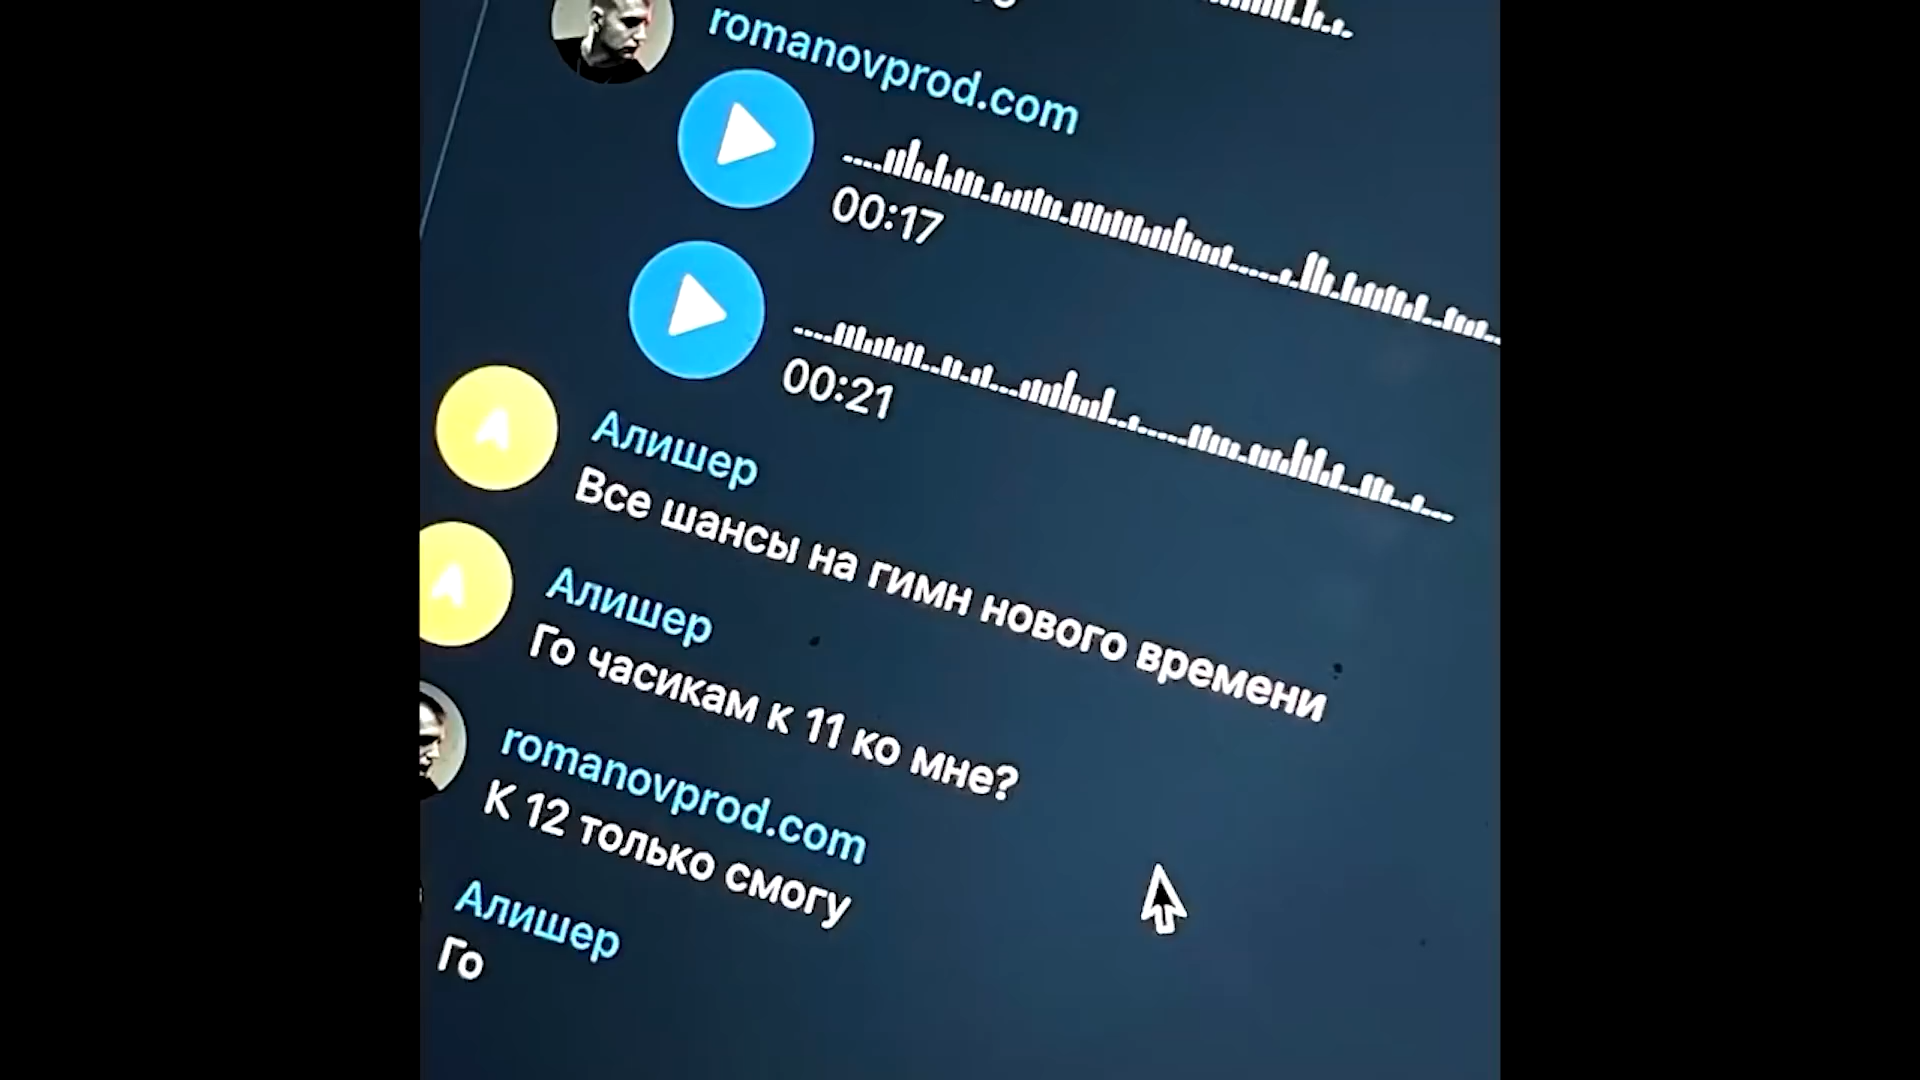 romanovprod.com
00:17
00:21
A
Алишер
Все шансы на гимн нового времени
A
Алишер
Го часикам к 11 ко мне?
romanovprod.com
К 12 только смогу
Алишер
Го